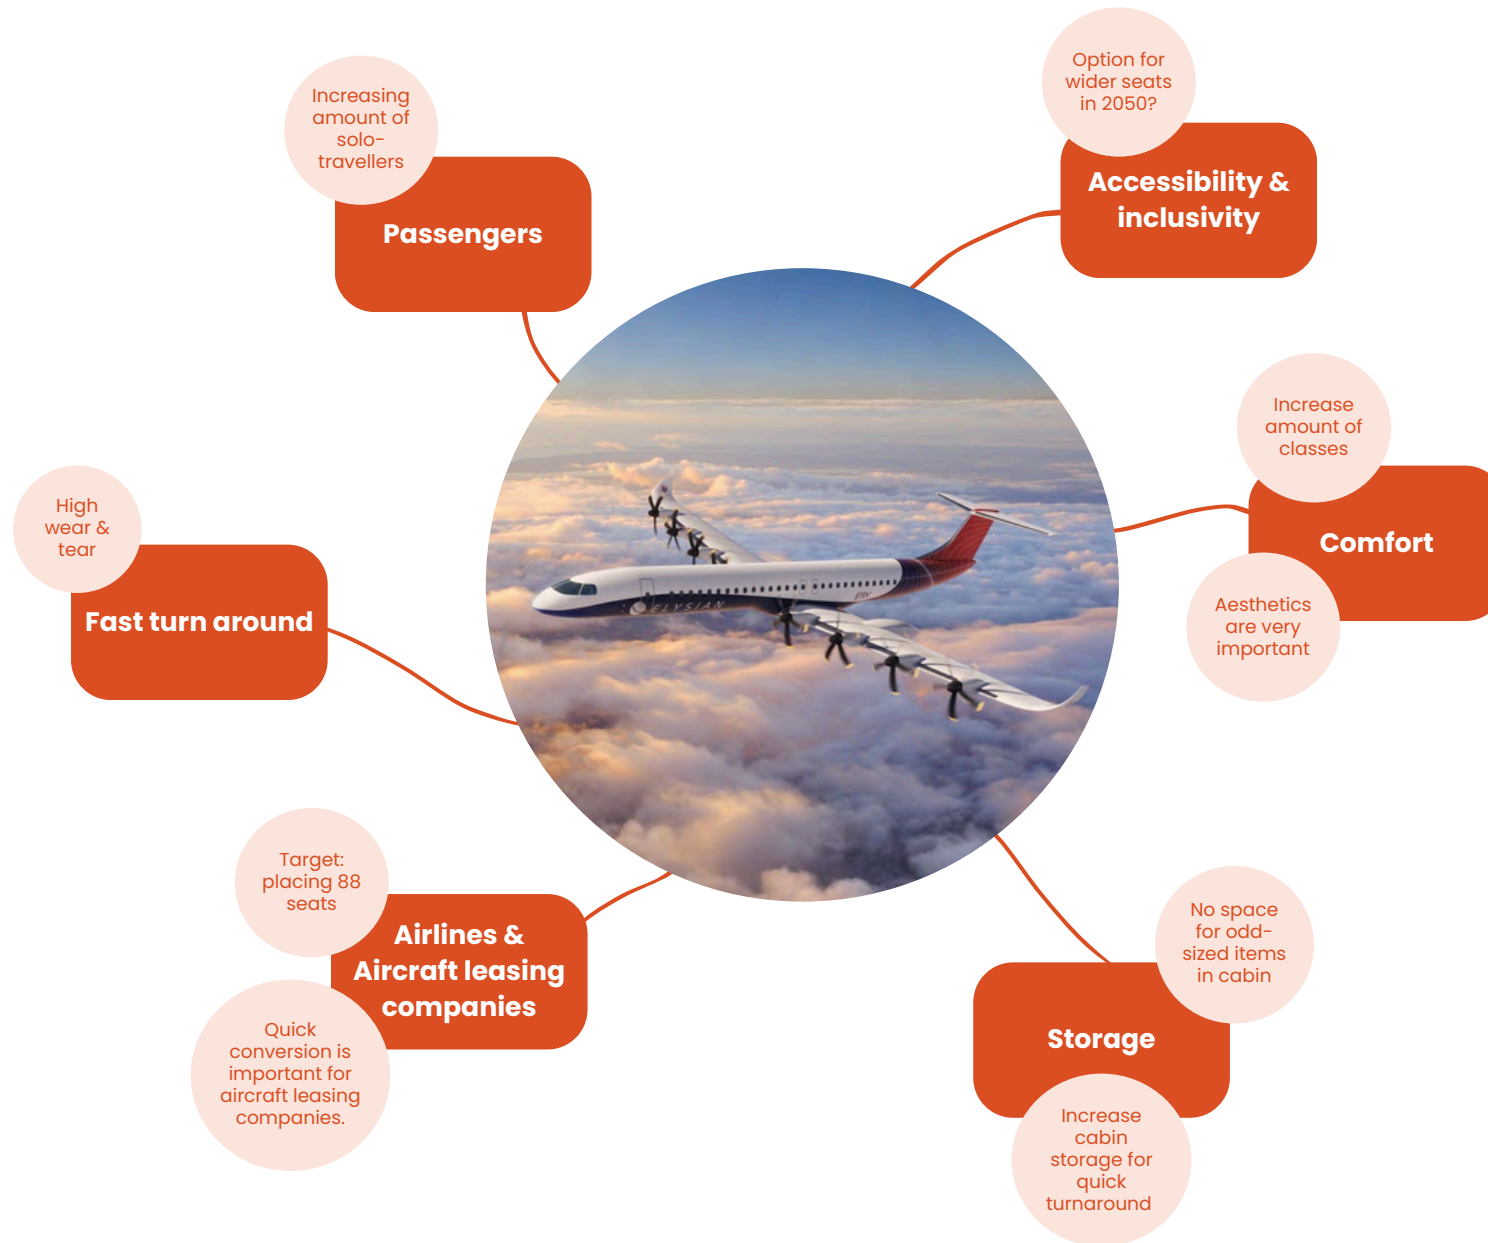 Option for
wider seats
in 2050?
Accessibility &
inclusivity
Increasing
amount of
solo-
travellers
Passengers
Increase
amount of
classes
Comfort
Aesthetics
are very
important
High
wear &
tear
Fast turn around
ELYSIAN
E9X
Target:
placing 88
seats
Airlines &
Aircraft leasing
companies
Quick
conversion is
important for
aircraft leasing
companies.
No space
for odd-
sized items
in cabin
Storage
Increase
cabin
storage for
quick
turnaround